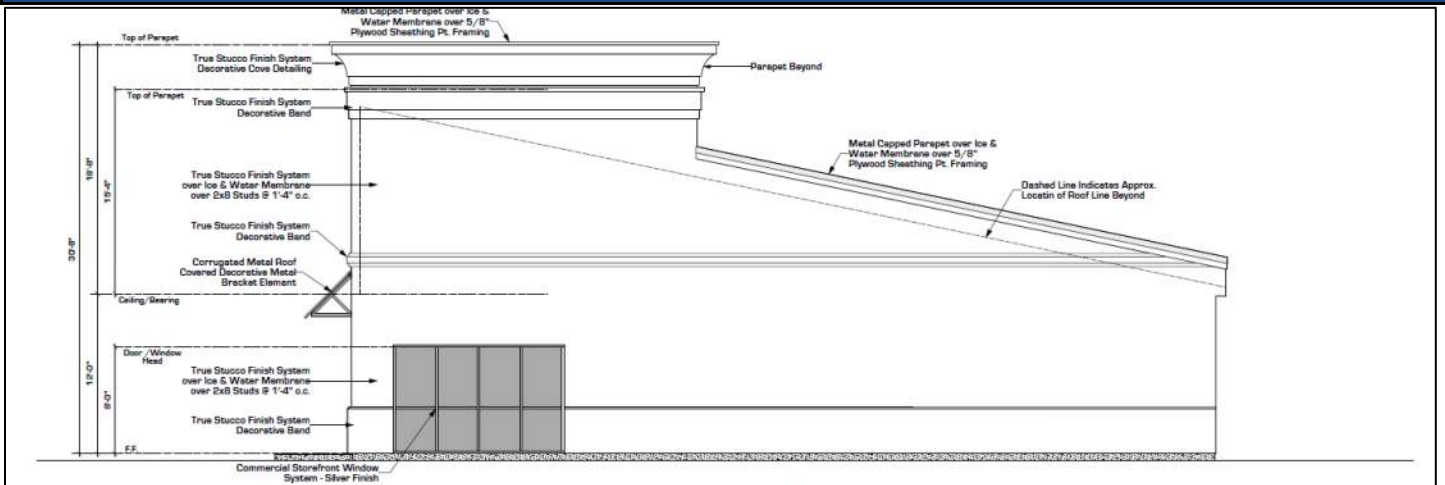 Metal Capped Parapet over Ice &
Water Membrane over 5/8"
Plywood Sheathing Pt. Framing
Top of Parapet
True Stucco Finish System
Decorative Cove Detailing
Parapet Beyond
Top of Parapet
True Stucco Finish System
Decorative Band
Metal Capped Parapet over Ice &
Water Membrane over 5/8"
Plywood Sheathing Pt. Framing
18'-8"
15'-4"
True Stucco Finish System
over Ice & Water Membrane
over 2x8 Studs @ 1'-4" o.c.
Dashed Line Indicates Approx.
Locatin of Roof Line Beyond
30'-8"
True Stucco Finish System
Decorative Band
Corrugated Metal Roof
Covered Decorative Metal
Bracket Element
Ceiling/Bearing
Door /Window
Head
12'-0"
8'-0"
True Stucco Finish System
over Ice & Water Membrane
over 2x8 Studs @ 1'-4" o.c.
True Stucco Finish System
Decorative Band
F.F.
Commercial Storefront Window
System - Silver Finish